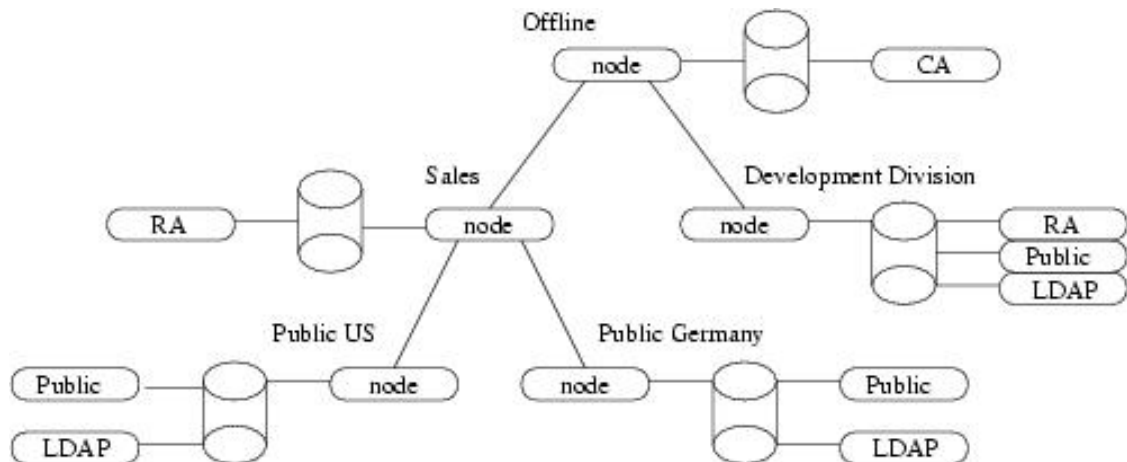 Offline
node
CA
Sales
Development Division
RA
node
node
RA
Public
LDAP
Public US
Public Germany
Public
node
node
Public
LDAP
LDAP